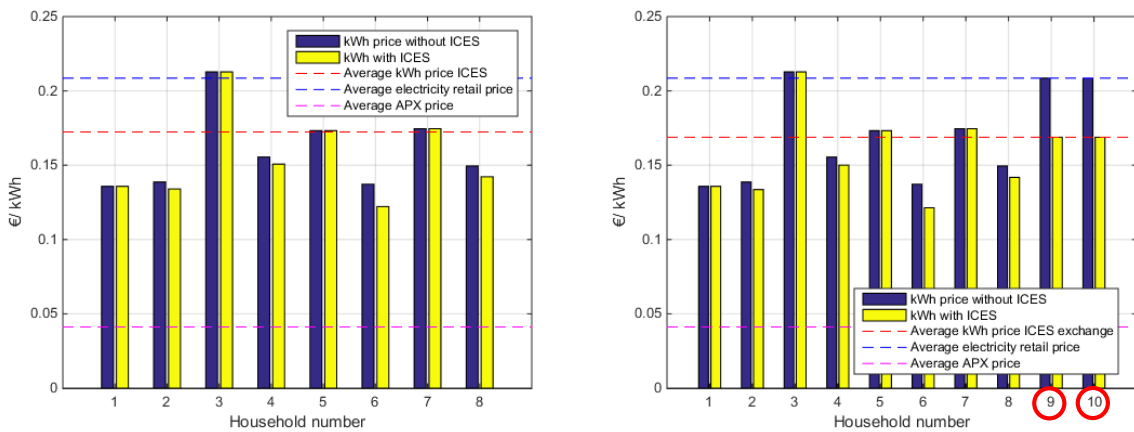 0.25
0.2
0.15
0.1
0.05
0
€/ kWh
kWh price without ICES
kWh with ICES
Average kWh price ICES
Average electricity retail price
Average APX price
1 2 3 4 5 6 7 8
Household number
0.25
0.2
0.15
0.1
0.05
0
€/ kWh
kWh price without ICES
kWh with ICES
Average kWh price ICES exchange
Average electricity retail price
Average APX price
1 2 3 4 5 6 7 8 9 10
Household number